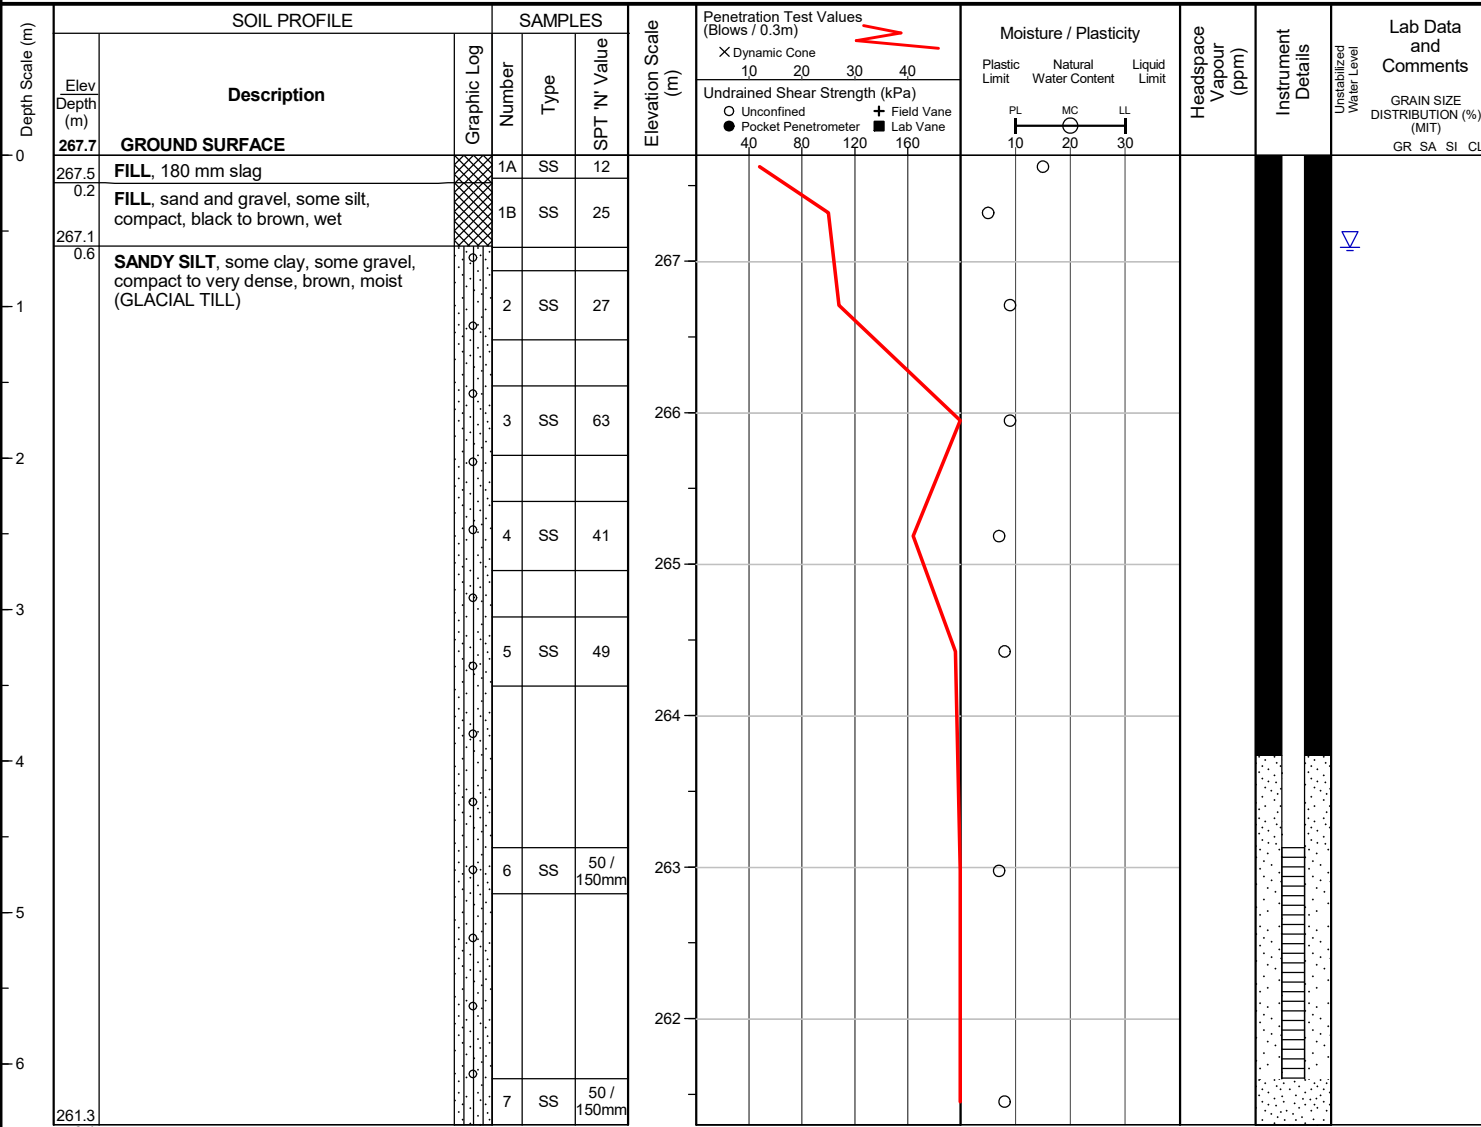 Depth Scale (m)
SOIL PROFILE
Elev
Depth
(m)
Description
Graphic Log
SAMPLES
Number
Type
SPT 'N' Value
Elevation Scale
(m)
Penetration Test Values
(Blows / 0.3m)
× Dynamic Cone
10 20 30 40
Undrained Shear Strength (kPa)
Unconfined
Field Vane
Pocket Penetrometer
Lab Vane
40 80 120 160
Moisture / Plasticity
Plastic Limit
Natural Water Content
Liquid Limit
PL MC LL
10 20 30
Headspace
Vapour
(ppm)
Instrument
Details
Unstabilized
Water Level
Lab Data
and
Comments
GRAIN SIZE
DISTRIBUTION (%)
(MIT)
GR SA SI CL
267.7 GROUND SURFACE
0
267.5 FILL, 180 mm slag
1A SS 12
0.2 FILL, sand and gravel, some silt,
compact, black to brown, wet
1B SS 25
267.1
0.6 SANDY SILT, some clay, some gravel,
compact to very dense, brown, moist
(GLACIAL TILL)
267
1
2 SS 27
266
3 SS 63
2
4 SS 41
265
3
5 SS 49
264
4
263
6 SS 50 /
150mm
5
262
6
7 SS 50 /
150mm
261.3